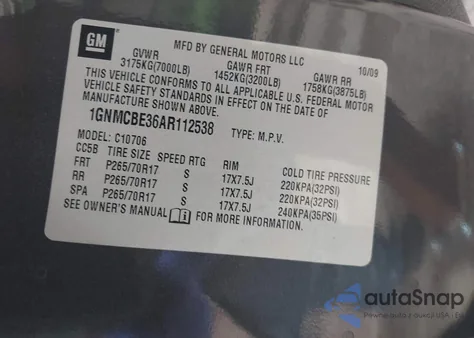 GM
MFD BY GENERAL MOTORS LLC 10/09
GVWR GAWR FRT GAWR RR
3175KG(7000LB) 1452KG(3200LB) 1758KG(3875LB)
THIS VEHICLE CONFORMS TO ALL APPLICABLE U.S. FEDERAL MOTOR
VEHICLE SAFETY STANDARDS IN EFFECT ON THE DATE OF
MANUFACTURE SHOWN ABOVE.
1GNMCBE36AR112538 TYPE: M.P.V.
MODEL: C10706
CC5B TIRE SIZE SPEED RTG RIM COLD TIRE PRESSURE
FRT P265/70R17 S 17X7.5J 220KPA(32PSI)
RR P265/70R17 S 17X7.5J 220KPA(32PSI)
SPA P265/70R17 S 17X7.5J 240KPA(35PSI)
SEE OWNER'S MANUAL FOR MORE INFORMATION.
autaSnap